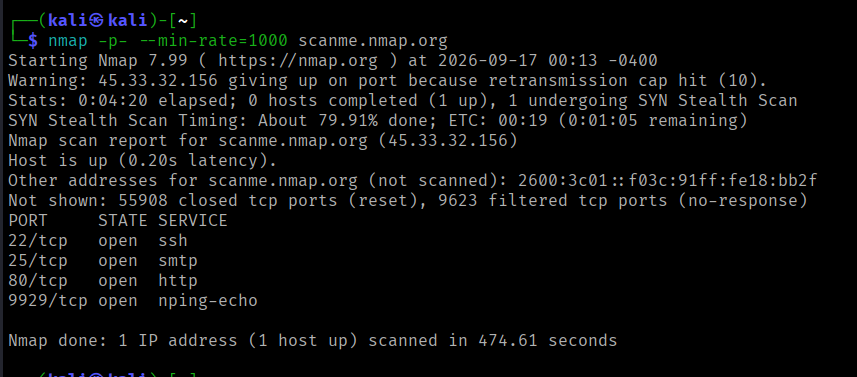 ┌──(kali㉿kali)-[~]
└─$ nmap -p- --min-rate=1000 scanme.nmap.org
Starting Nmap 7.99 ( https://nmap.org ) at 2026-09-17 00:13 -0400
Warning: 45.33.32.156 giving up on port because retransmission cap hit (10).
Stats: 0:04:20 elapsed; 0 hosts completed (1 up), 1 undergoing SYN Stealth Scan
SYN Stealth Scan Timing: About 79.91% done; ETC: 00:19 (0:01:05 remaining)
Nmap scan report for scanme.nmap.org (45.33.32.156)
Host is up (0.20s latency).
Other addresses for scanme.nmap.org (not scanned): 2600:3c01::f03c:91ff:fe18:bb2f
Not shown: 55908 closed tcp ports (reset), 9623 filtered tcp ports (no-response)
PORT     STATE SERVICE
22/tcp   open  ssh
25/tcp   open  smtp
80/tcp   open  http
9929/tcp open  nping-echo
Nmap done: 1 IP address (1 host up) scanned in 474.61 seconds
┌──(kali㉿kali)-[~]